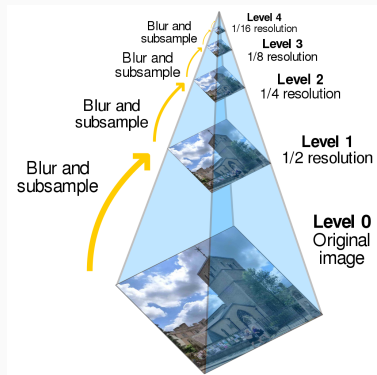 Level 4
1/16 resolution
Blur and
subsample
Level 3
1/8 resolution
Blur and
subsample
Level 2
1/4 resolution
Blur and
subsample
Level 1
1/2 resolution
Blur and
subsample
Level 0
Original
image